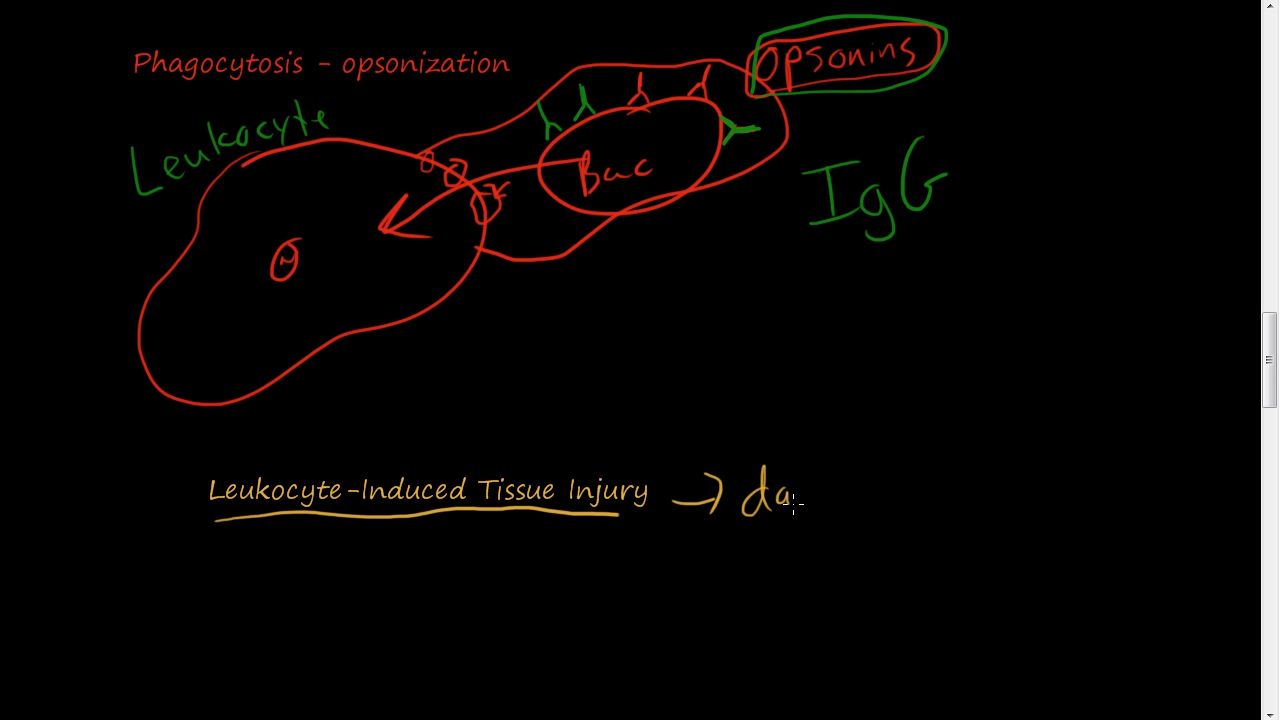 Phagocytosis - opsonization
opsonins
Leukocyte
Bac
IgG
Leukocyte-Induced Tissue Injury → da